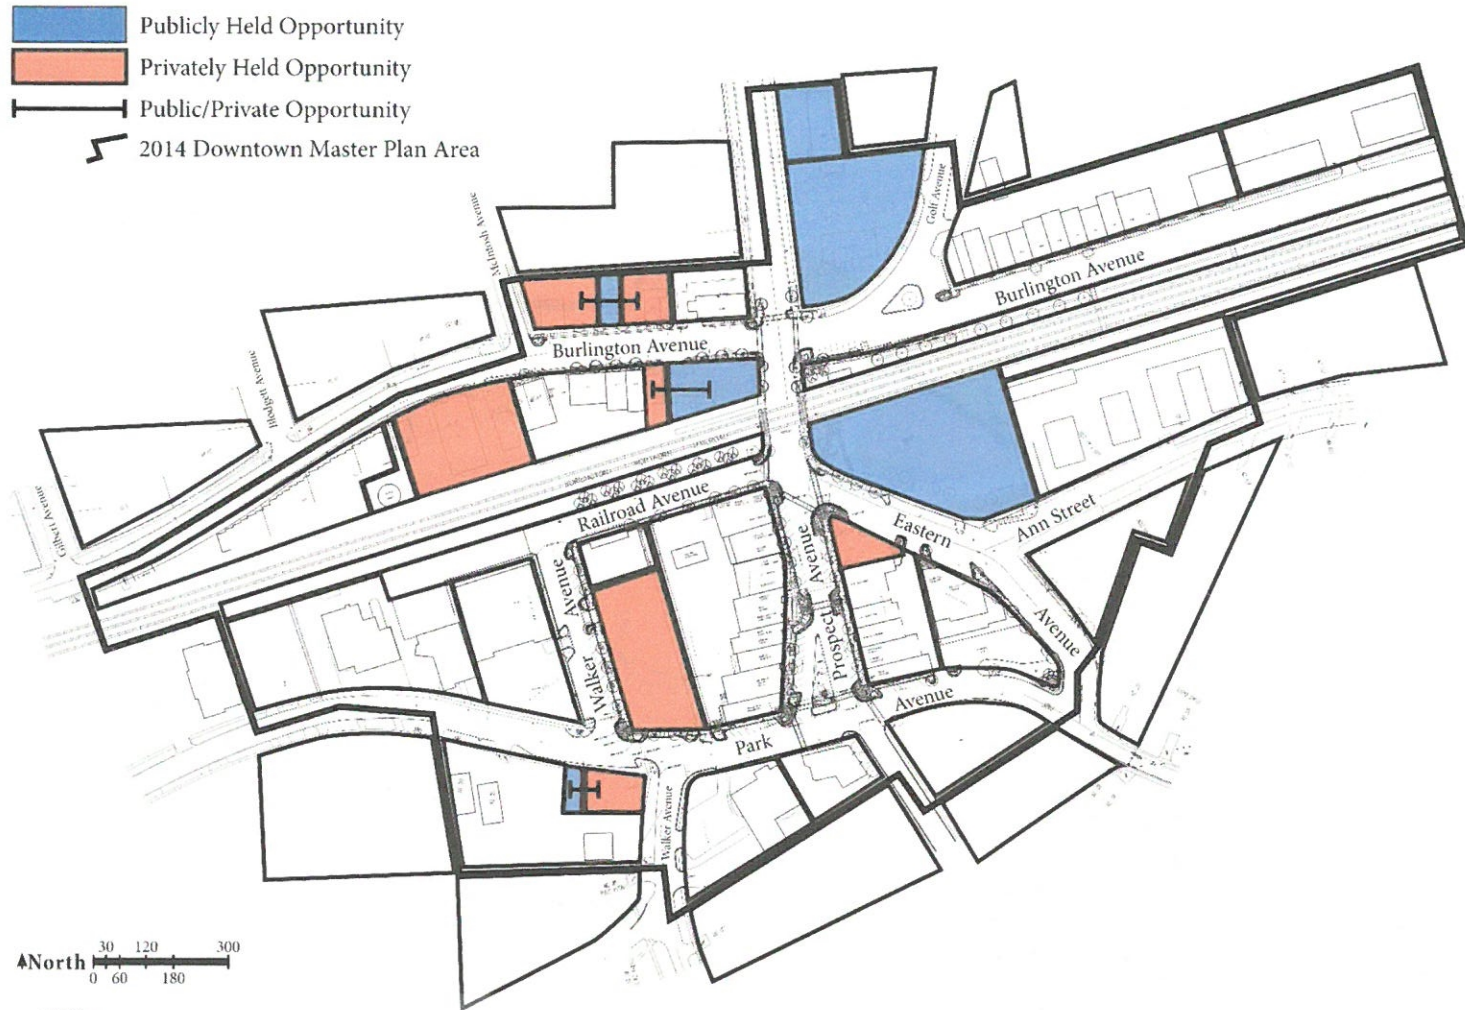 Publicly Held Opportunity
Privately Held Opportunity
Public/Private Opportunity
2014 Downtown Master Plan Area
Golf Avenue
McIntosh Avenue
Burlington Avenue
Burlington Avenue
Hodgett Avenue
Gilbert Avenue
Railroad Avenue
Eastern
Ann Street
Avenue
Prospect
Avenue
Walker
Avenue
Avenue
Park
Walker Avenue
North
30 120 300
0 60 180